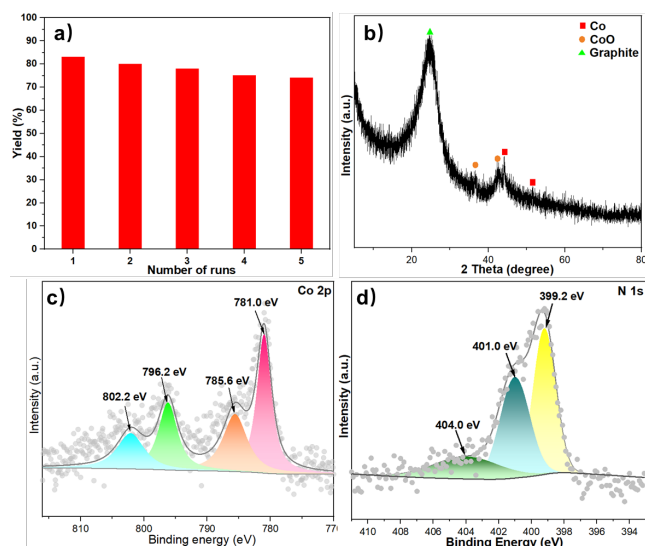 a)
Yield (%)
100
90
80
70
60
50
40
30
20
10
0
1 2 3 4 5
Number of runs
b)
Co
CoO
Graphite
Intensity (a.u.)
20 40 60 80
2 Theta (degree)
c)
Co 2p
781.0 eV
796.2 eV
785.6 eV
802.2 eV
Intensity (a.u.)
810 800 790 780 770
Binding energy (eV)
d)
N 1s
399.2 eV
401.0 eV
404.0 eV
Intensity (a.u.)
410 408 406 404 402 400 398 396 394
Binding Energy (eV)